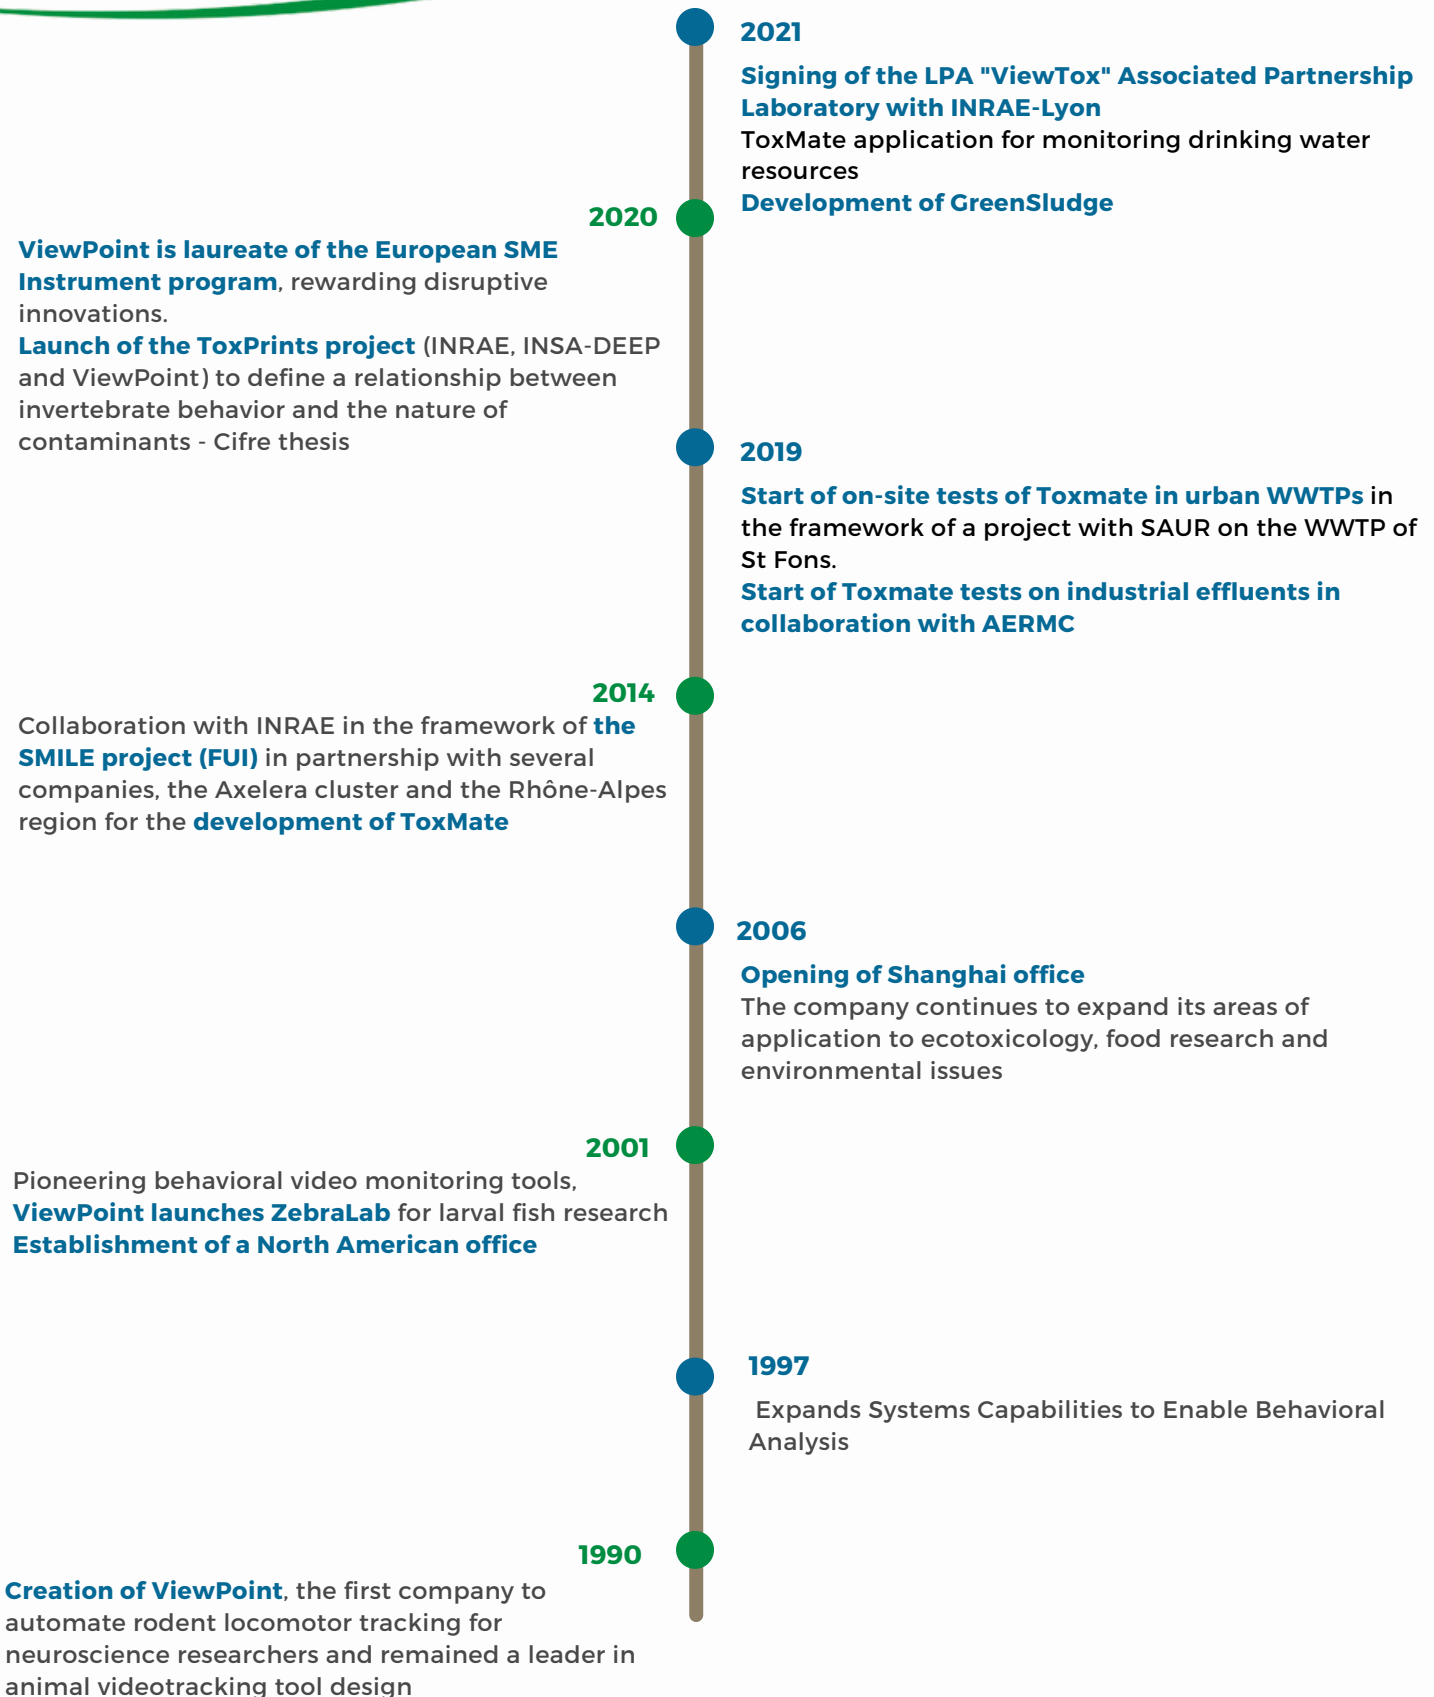 2021
Signing of the LPA "ViewTox" Associated Partnership
Laboratory with INRAE-Lyon
ToxMate application for monitoring drinking water
resources
Development of GreenSludge
2020
ViewPoint is laureate of the European SME
Instrument program, rewarding disruptive
innovations.
Launch of the ToxPrints project (INRAE, INSA-DEEP
and ViewPoint) to define a relationship between
invertebrate behavior and the nature of
contaminants - Cifre thesis
2019
Start of on-site tests of Toxmate in urban WWTPs in
the framework of a project with SAUR on the WWTP of
St Fons.
Start of Toxmate tests on industrial effluents in
collaboration with AERMC
2014
Collaboration with INRAE in the framework of the
SMILE project (FUI) in partnership with several
companies, the Axelera cluster and the Rhône-Alpes
region for the development of ToxMate
2006
Opening of Shanghai office
The company continues to expand its areas of
application to ecotoxicology, food research and
environmental issues
2001
Pioneering behavioral video monitoring tools,
ViewPoint launches ZebraLab for larval fish research
Establishment of a North American office
1997
Expands Systems Capabilities to Enable Behavioral
Analysis
1990
Creation of ViewPoint, the first company to
automate rodent locomotor tracking for
neuroscience researchers and remained a leader in
animal videotracking tool design